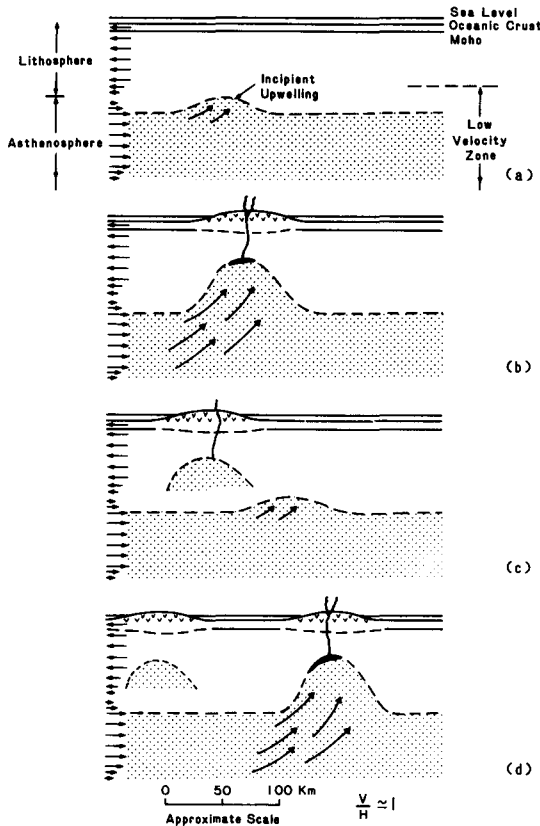 Sea Level
Oceanic Crust
Moho
Lithosphere
Incipient
Upwelling
Asthenosphere
Low
Velocity
Zone
(a)
(b)
(c)
(d)
0 50 100 Km
Approximate Scale
V/H ≃ 1